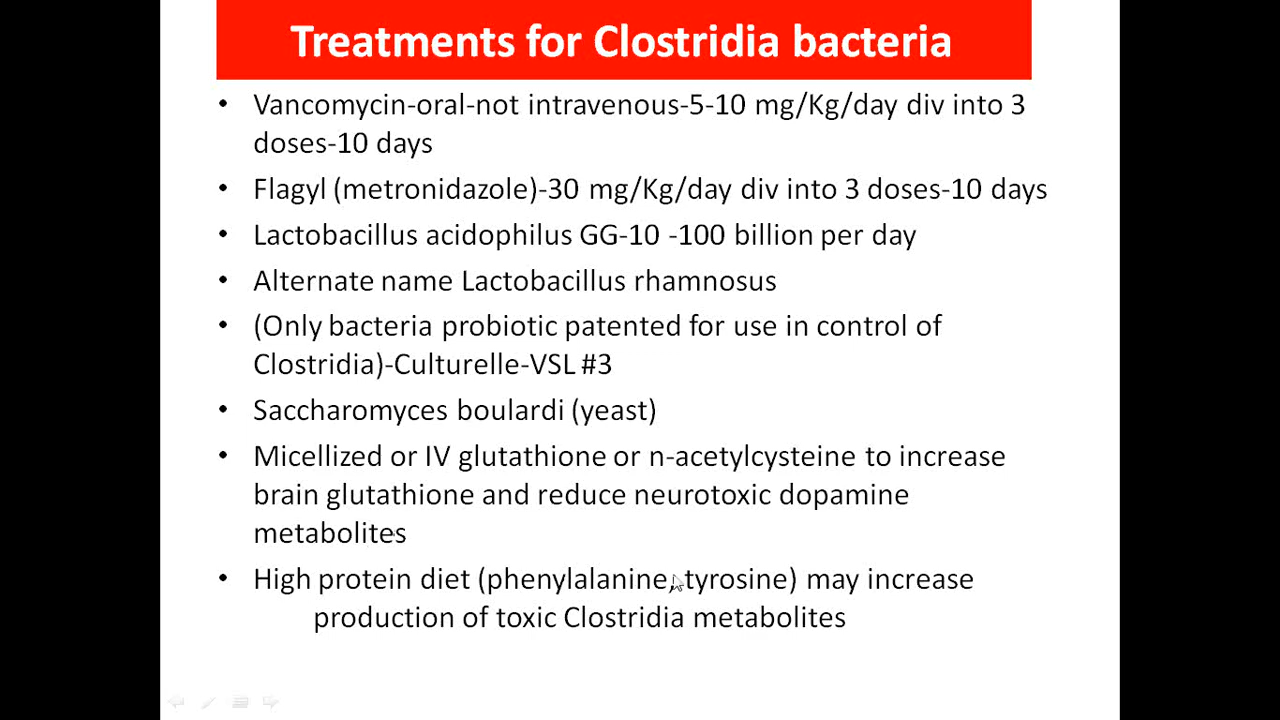 Treatments for Clostridia bacteria
• Vancomycin-oral-not intravenous-5-10 mg/Kg/day div into 3
doses-10 days
• Flagyl (metronidazole)-30 mg/Kg/day div into 3 doses-10 days
• Lactobacillus acidophilus GG-10 -100 billion per day
• Alternate name Lactobacillus rhamnosus
• (Only bacteria probiotic patented for use in control of
Clostridia)-Culturelle-VSL #3
• Saccharomyces boulardi (yeast)
• Micellized or IV glutathione or n-acetylcysteine to increase
brain glutathione and reduce neurotoxic dopamine
metabolites
• High protein diet (phenylalanine, tyrosine) may increase
production of toxic Clostridia metabolites